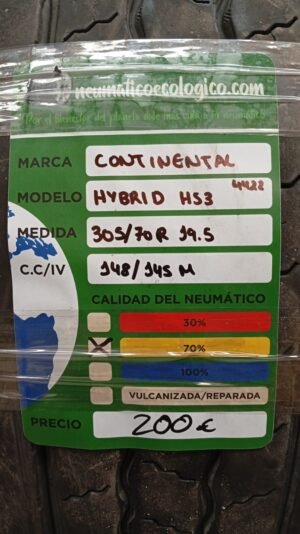 neumaticoecologico.com
MARCA CONTINENTAL
MODELO HYBRID HS3 4422
MEDIDA 305/70R 19.5
C.C/IV 148/145 M
CALIDAD DEL NEUMÁTICO
30%
X 70%
100%
VULCANIZADA/REPARADA
PRECIO 200€